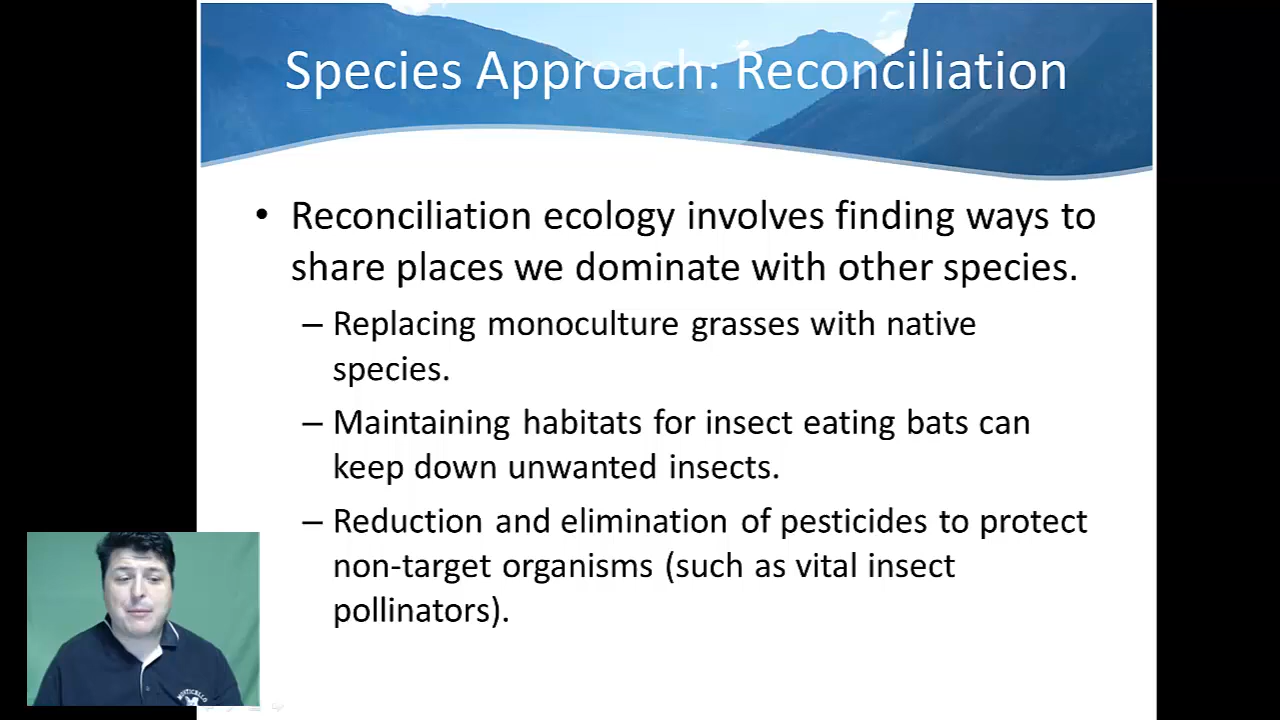 Species Approach: Reconciliation
• Reconciliation ecology involves finding ways to
share places we dominate with other species.
– Replacing monoculture grasses with native
species.
– Maintaining habitats for insect eating bats can
keep down unwanted insects.
– Reduction and elimination of pesticides to protect
non-target organisms (such as vital insect
pollinators).
MONTICELLO